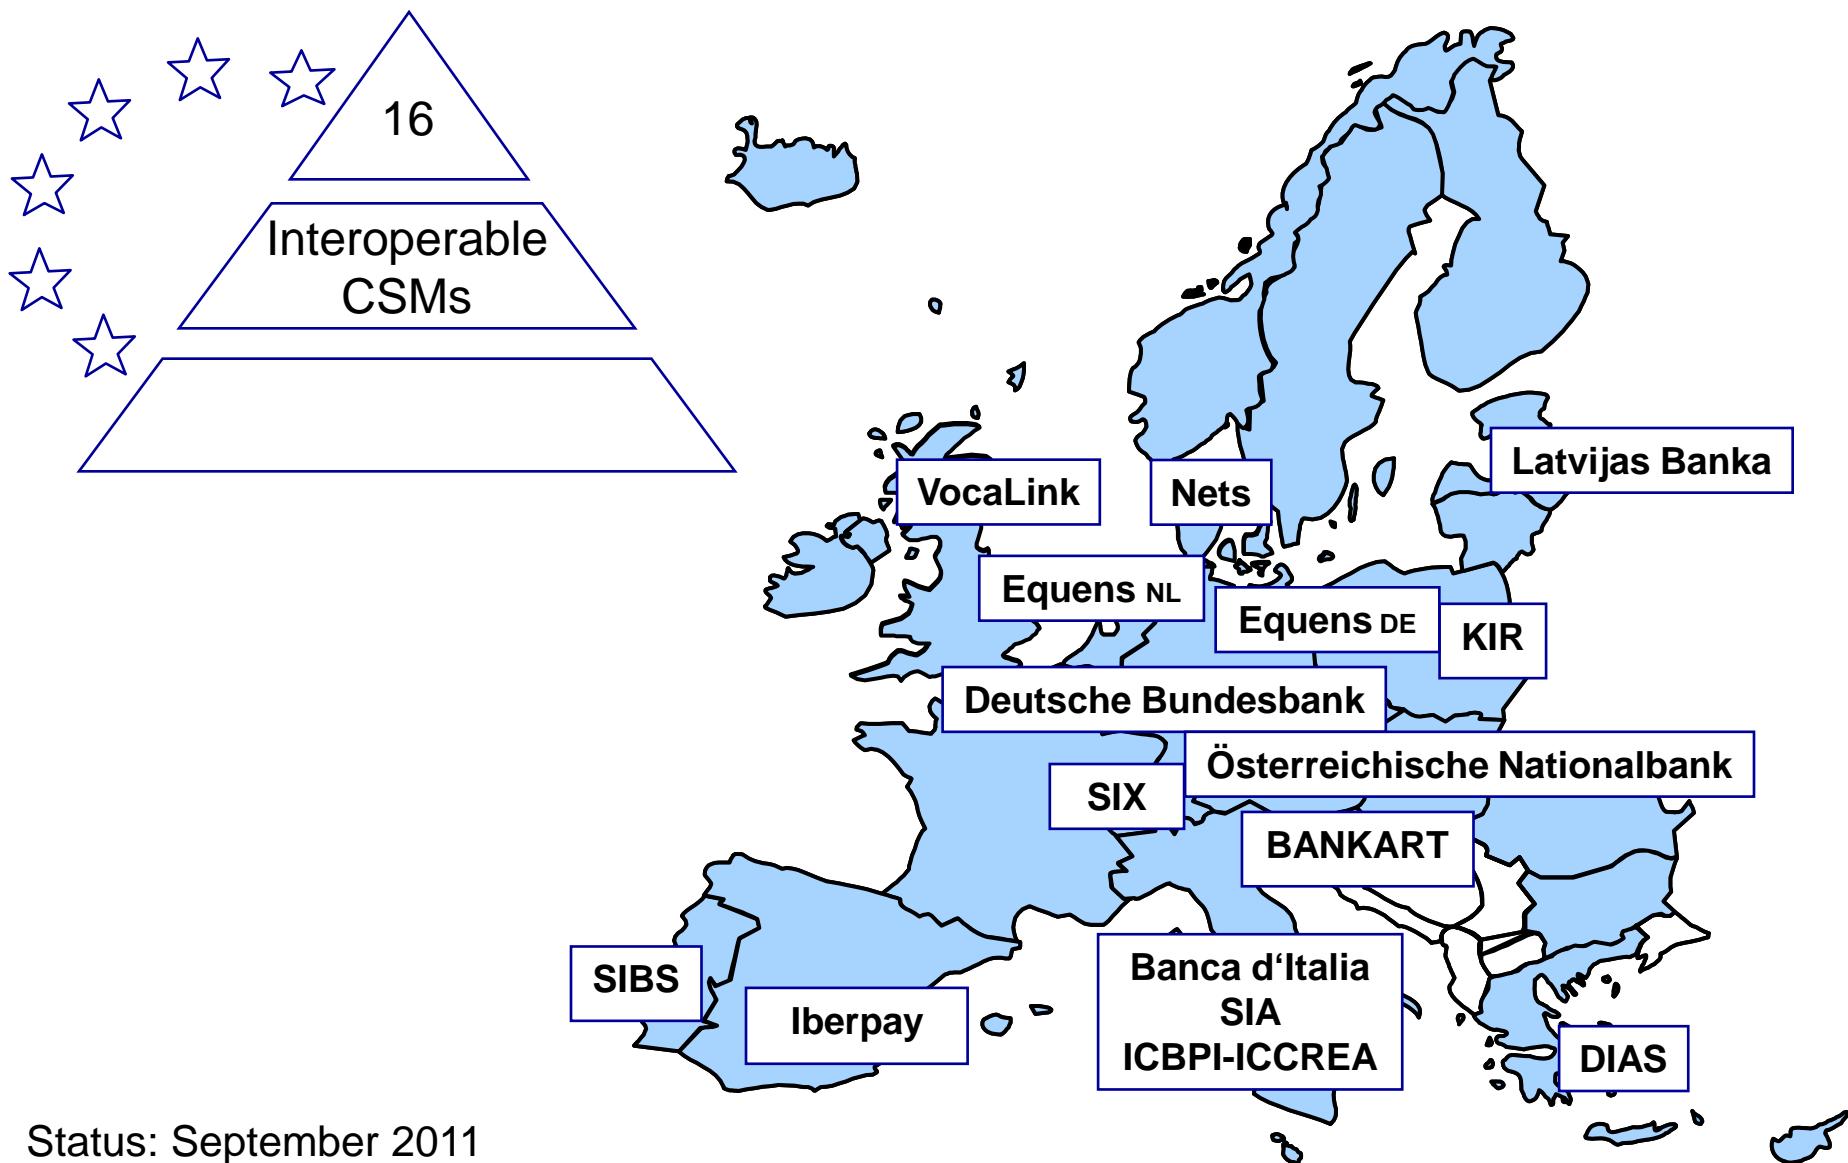 16
Interoperable
CSMs
Latvijas Banka
VocaLink
Nets
Equens NL
Equens DE
KIR
Deutsche Bundesbank
Österreichische Nationalbank
SIX
BANKART
SIBS
Iberpay
Banca d‘Italia
SIA
ICBPI-ICCREA
DIAS
Status: September 2011